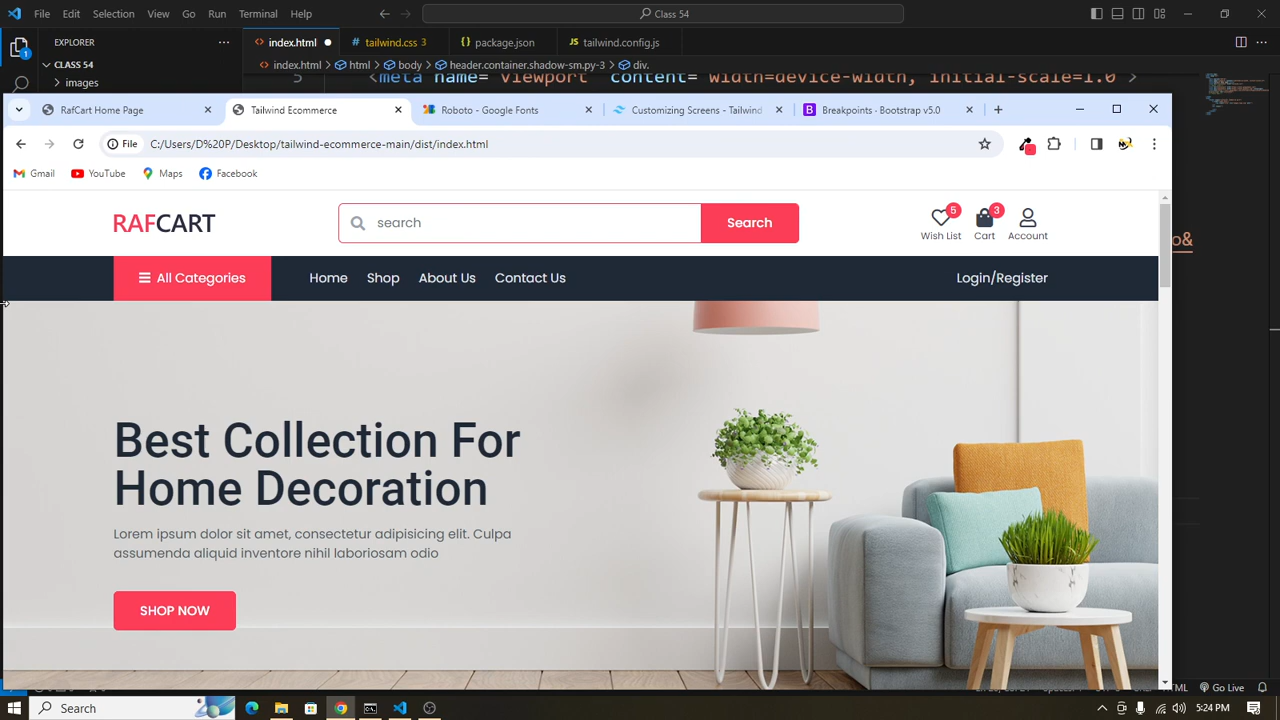 File Edit Selection View Go Run Terminal Help
Class 54
EXPLORER
index.html
tailwind.css 3
package.json
tailwind.config.js
CLASS 54
index.html > html > body > header.container.shadow-sm.py-3 > div.
images
5 <meta name="viewport" content="width=device-width, initial-scale=1.0">
RafCart Home Page
Tailwind Ecommerce
Roboto - Google Fonts
Customizing Screens - Tailwind
Breakpoints · Bootstrap v5.0
File C:/Users/D%20P/Desktop/tailwind-ecommerce-main/dist/index.html
Gmail YouTube Maps Facebook
RAFCART
search
Search
5
3
Wish List Cart Account
o&
All Categories
Home Shop About Us Contact Us
Login/Register
Best Collection For
Home Decoration
Lorem ipsum dolor sit amet, consectetur adipisicing elit. Culpa
assumenda aliquid inventore nihil laboriosam odio
SHOP NOW
Go Live
Search
5:24 PM